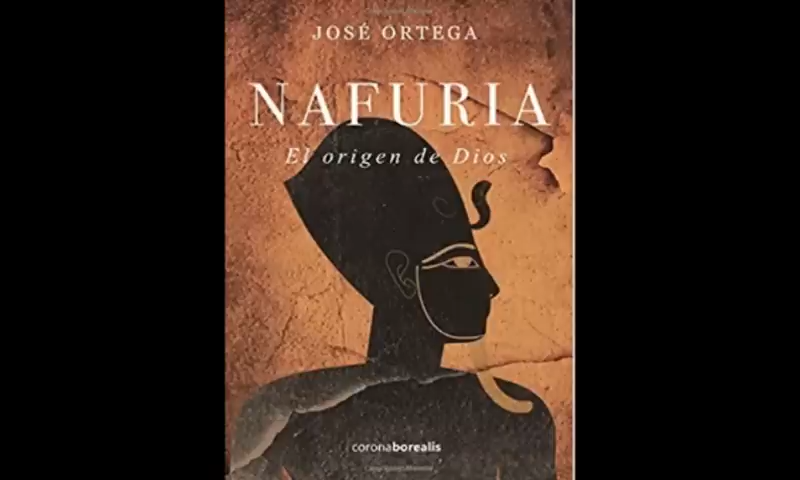 JOSÉ ORTEGA
NAFURIA
El origen de Dios
coronaborealis